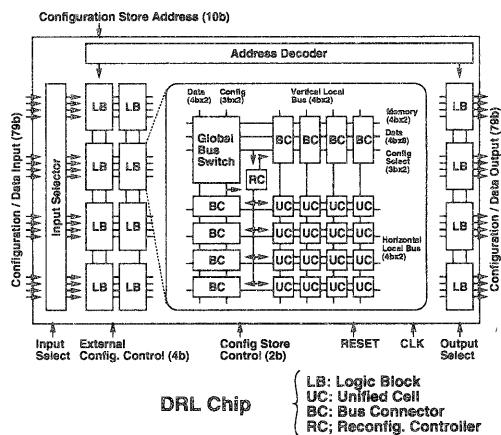 Configuration Store Address (10b)
Address Decoder
Configuration / Data Input (79b)
Input Selector
LB LB
LB LB
LB LB
LB LB
Data (4bx2)
Config (3bx2)
Vertical Local Bus (4bx2)
Global Bus Switch
BC BC BC BC
Memory (4bx2)
Data (4bx8)
Config Select (3bx2)
RC
BC UC UC UC UC
BC UC UC UC UC
BC UC UC UC UC
BC UC UC UC UC
Horizontal Local Bus (4bx2)
LB
LB
LB
LB
Configuration / Data Output (79b)
Input Select
External Config. Control (4b)
Config Store Control (2b)
RESET
CLK
Output Select
DRL Chip
LB: Logic Block
UC: Unified Cell
BC: Bus Connector
RC; Reconfig. Controller